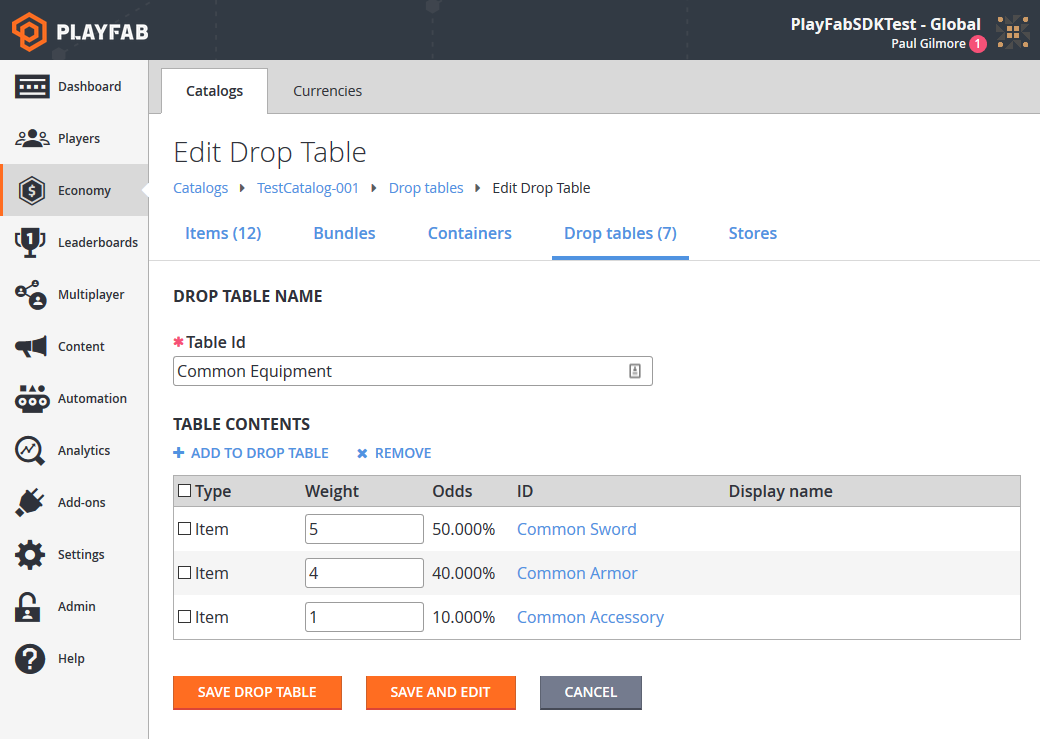 PLAYFAB
PlayFabSDKTest - Global
Paul Gilmore 1
Dashboard
Players
Economy
Leaderboards
Multiplayer
Content
Automation
Analytics
Add-ons
Settings
Admin
Help
Catalogs Currencies
Edit Drop Table
Catalogs TestCatalog-001 Drop tables Edit Drop Table
Items (12) Bundles Containers Drop tables (7) Stores
DROP TABLE NAME
✱Table Id
Common Equipment
TABLE CONTENTS
+ ADD TO DROP TABLE ✖ REMOVE
Type Weight Odds ID Display name
Item 5 50.000% Common Sword
Item 4 40.000% Common Armor
Item 1 10.000% Common Accessory
SAVE DROP TABLE SAVE AND EDIT CANCEL